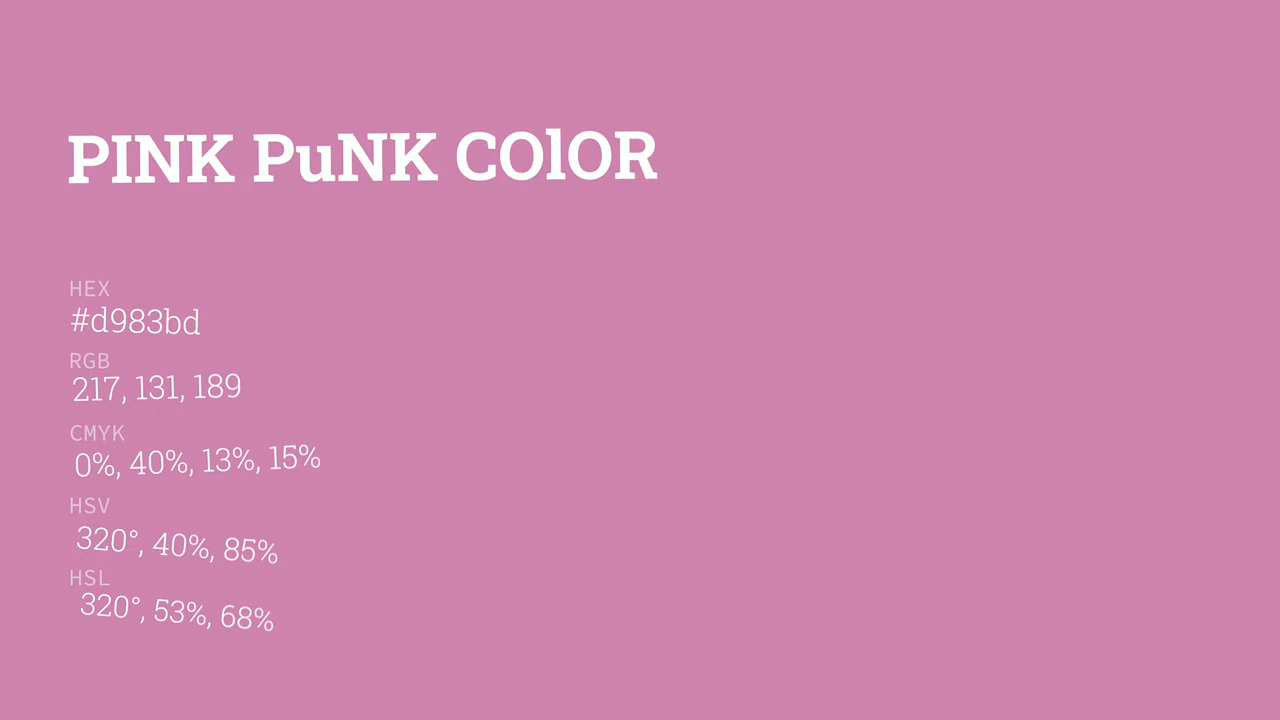 PINK PuNK COlOR
HEX
#d983bd
RGB
217, 131, 189
CMYK
0%, 40%, 13%, 15%
HSV
320°, 40%, 85%
HSL
320°, 53%, 68%